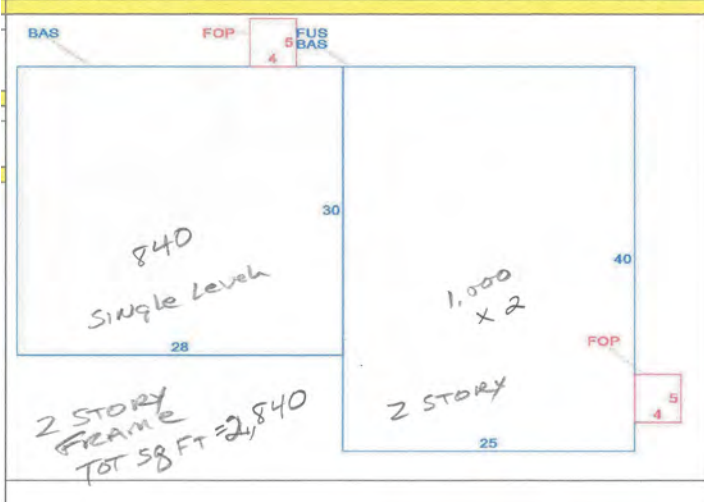 BAS
FOP
5
4
FUS
BAS
30
840
Single Level
28
40
1,000
x 2
FOP
5
4
2 STORY
25
2 STORY
FRAME
TOT SQ FT = 2,840